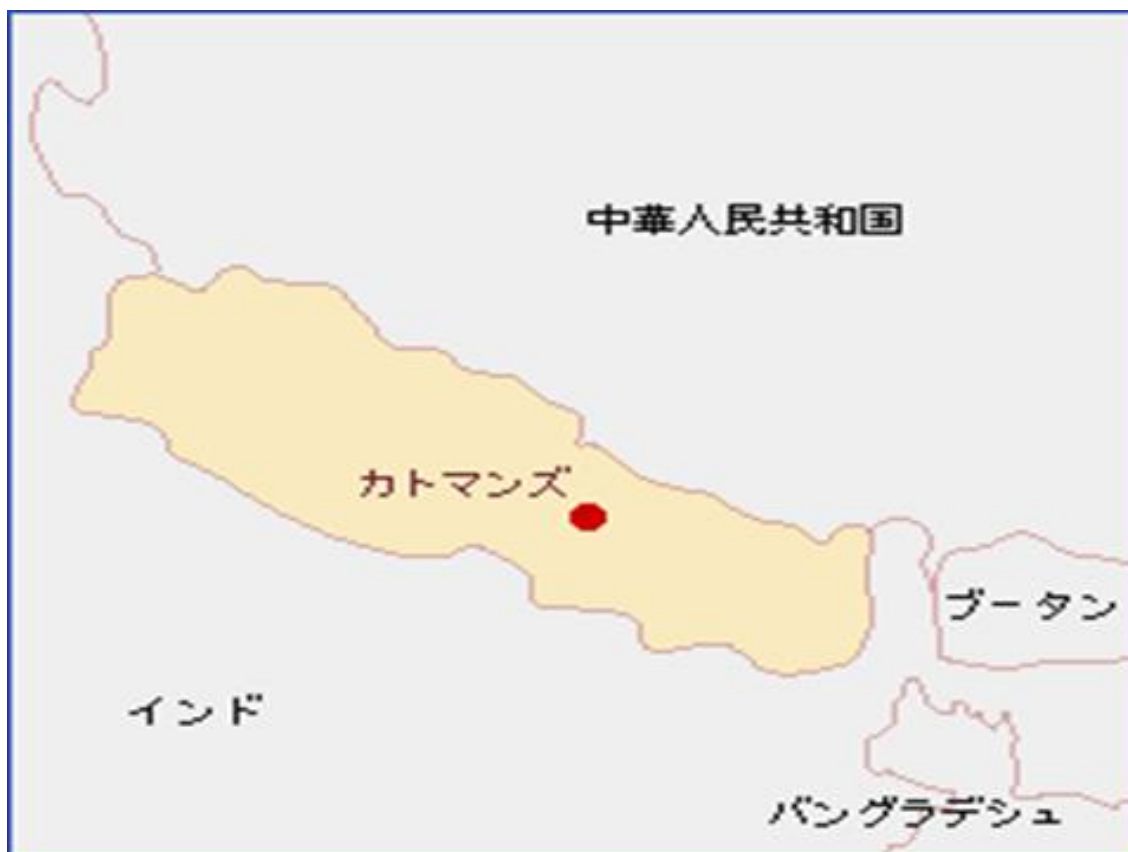 中華人民共和国
カトマンズ
ブータン
インド
バングラデシュ